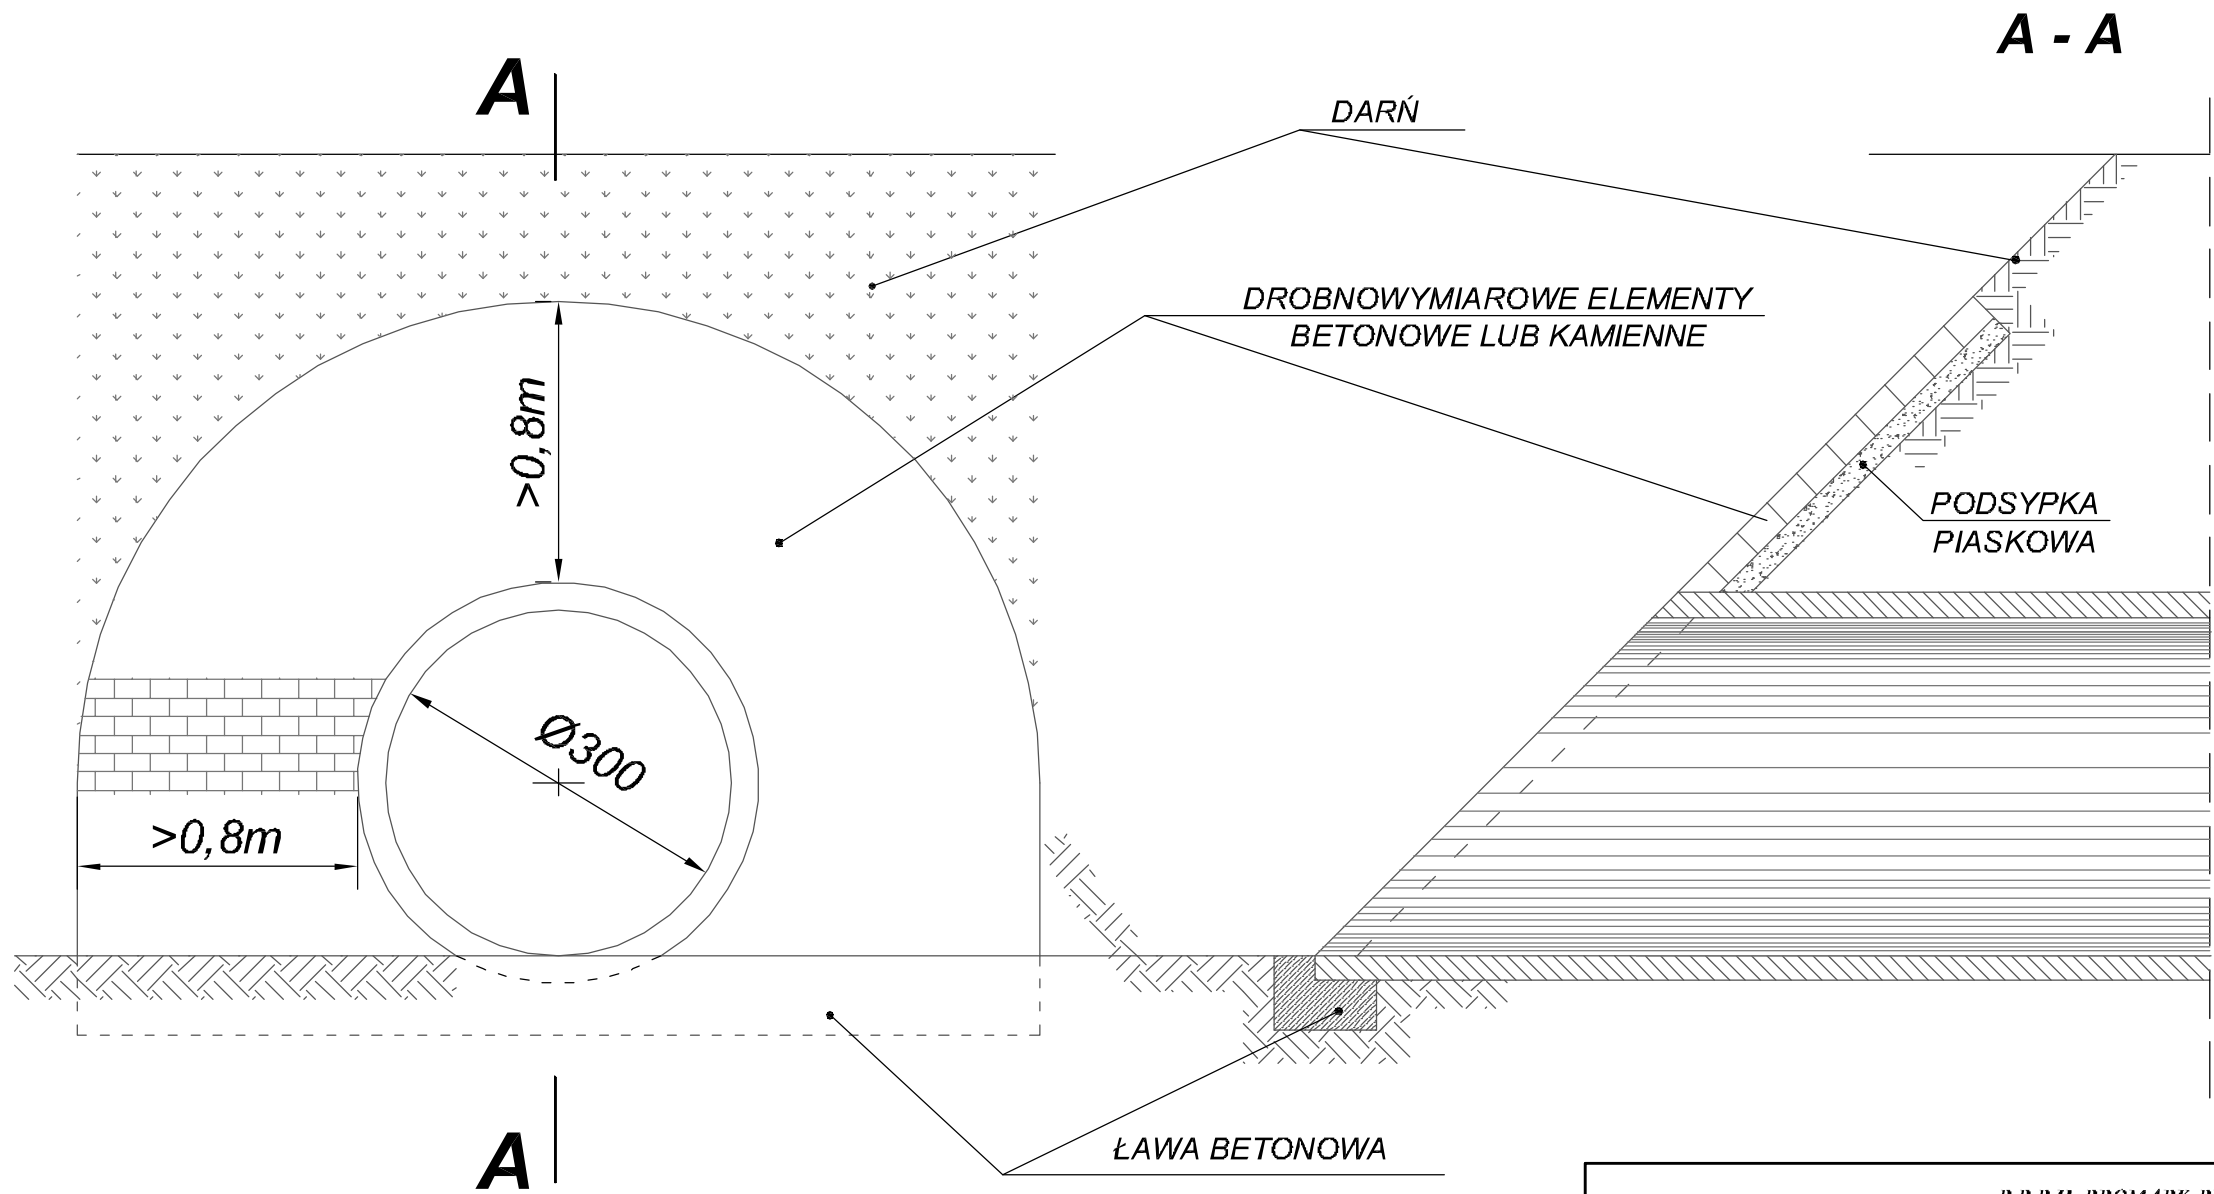 A - A
A
DARŃ
DROBNOWYMIAROWE ELEMENTY
BETONOWE LUB KAMIENNE
>0,8m
PODSYPKA
PIASKOWA
Ø300
>0,8m
ŁAWA BETONOWA
A